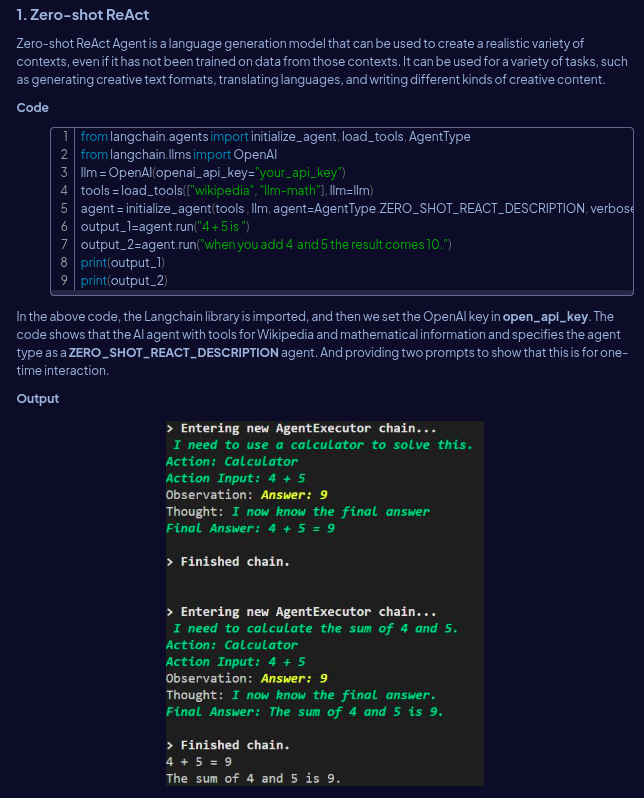 1. Zero-shot ReAct
Zero-shot ReAct Agent is a language generation model that can be used to create a realistic variety of
contexts, even if it has not been trained on data from those contexts. It can be used for a variety of tasks, such
as generating creative text formats, translating languages, and writing different kinds of creative content.
Code
1 from langchain.agents import initialize_agent, load_tools, AgentType
2 from langchain.llms import OpenAI
3 llm = OpenAI(openai_api_key="your_api_key")
4 tools = load_tools(["wikipedia", "llm-math"], llm=llm)
5 agent = initialize_agent(tools , llm, agent=AgentType.ZERO_SHOT_REACT_DESCRIPTION, verbose
6 output_1=agent.run("4 + 5 is ")
7 output_2=agent.run("when you add 4 and 5 the result comes 10.")
8 print(output_1)
9 print(output_2)
In the above code, the Langchain library is imported, and then we set the OpenAI key in open_api_key. The
code shows that the AI agent with tools for Wikipedia and mathematical information and specifies the agent
type as a ZERO_SHOT_REACT_DESCRIPTION agent. And providing two prompts to show that this is for one-
time interaction.
Output
> Entering new AgentExecutor chain...
I need to use a calculator to solve this.
Action: Calculator
Action Input: 4 + 5
Observation: Answer: 9
Thought: I now know the final answer
Final Answer: 4 + 5 = 9
> Finished chain.
> Entering new AgentExecutor chain...
I need to calculate the sum of 4 and 5.
Action: Calculator
Action Input: 4 + 5
Observation: Answer: 9
Thought: I now know the final answer.
Final Answer: The sum of 4 and 5 is 9.
> Finished chain.
4 + 5 = 9
The sum of 4 and 5 is 9.